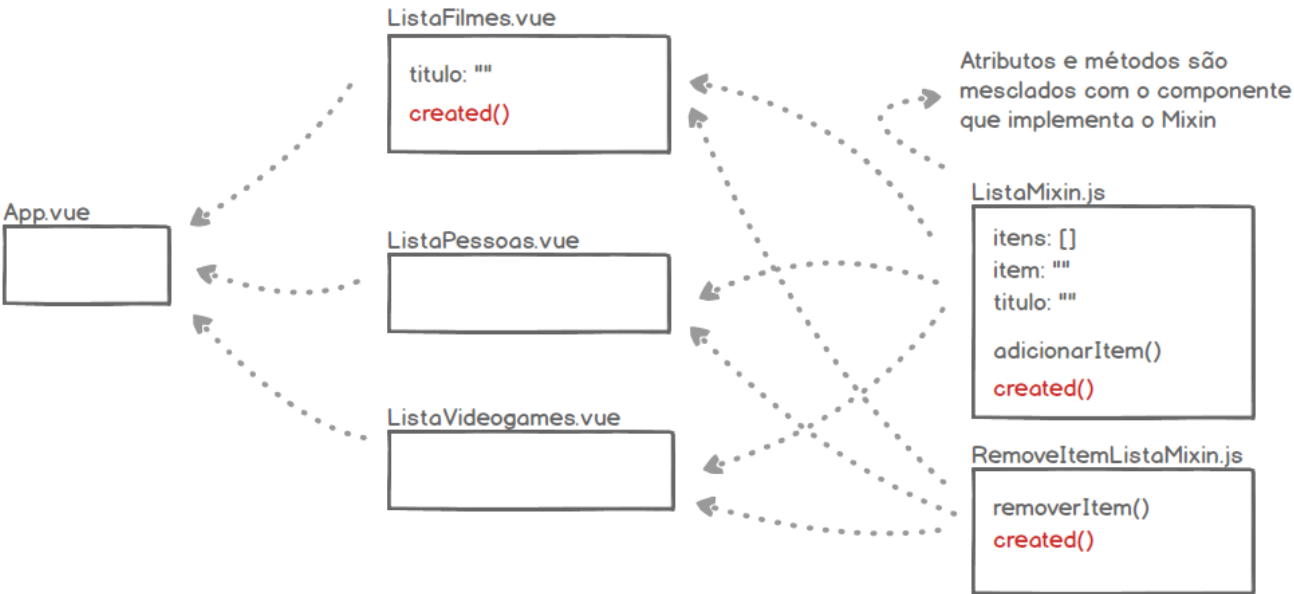 ListaFilmes.vue
titulo: ""
created()
Atributos e métodos são
mesclados com o componente
que implementa o Mixin
App.vue
ListaPessoas.vue
ListaVideogames.vue
ListaMixin.js
itens: []
item: ""
titulo: ""
adicionarItem()
created()
RemoveItemListaMixin.js
removerItem()
created()